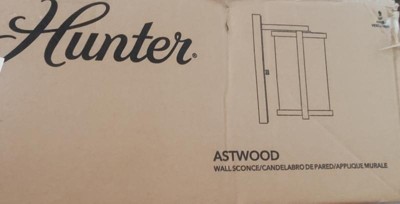 Hunter®
ASTWOOD
WALL SCONCE/CANDELABRO DE PARED/APPLIQUE MURALE